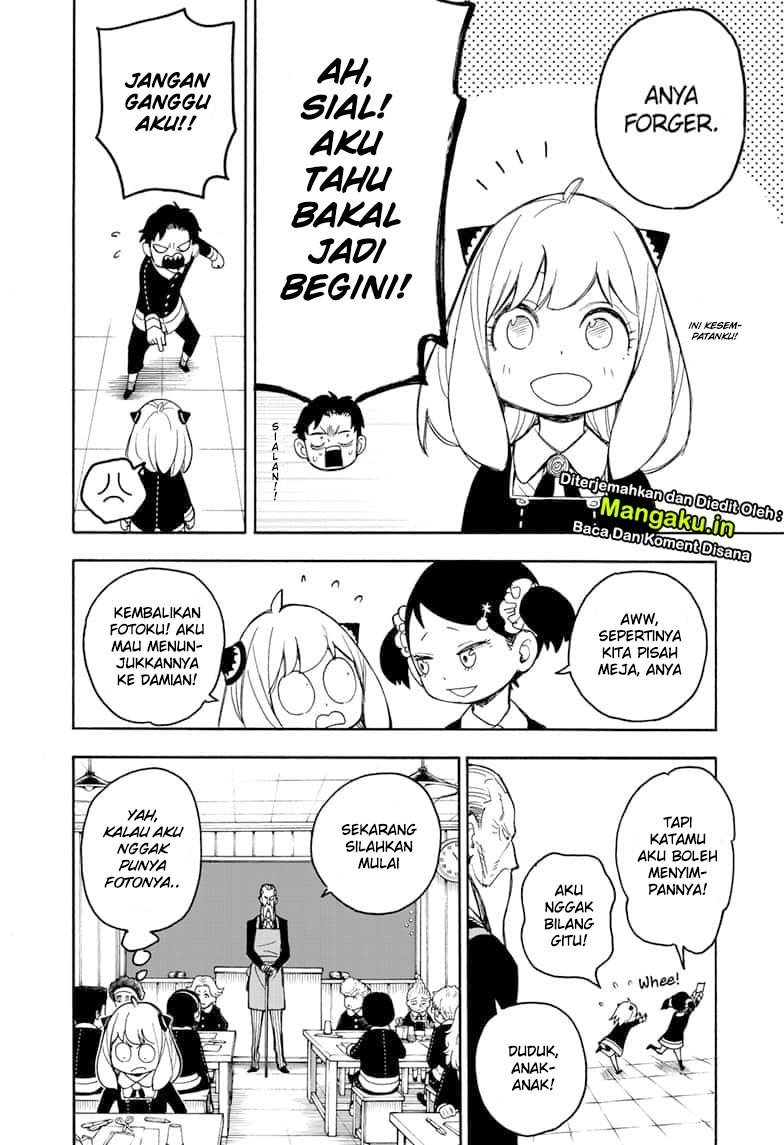 ANYA
FORGER.
INI KESEM-
PATANKU!
AH,
SIAL!
AKU
TAHU
BAKAL
JADI
BEGINI!
SIALAN!!
JANGAN
GANGGU
AKU!!
Diterjemahkan dan Diedit Oleh :
Mangaku.in
Baca Dan Koment Disana
AWW,
SEPERTINYA
KITA PISAH
MEJA, ANYA
KEMBALIKAN
FOTOKU! AKU
MAU MENUN-
JUKKANNYA
KE DAMIAN!
TAPI
KATAMU
AKU BOLEH
MENYIM-
PANNYA!
AKU
NGGAK
BILANG
GITU!
Whee!
DUDUK,
ANAK-
ANAK!
SEKARANG
SILAHKAN
MULAI
YAH,
KALAU AKU
NGGAK
PUNYA
FOTONYA..